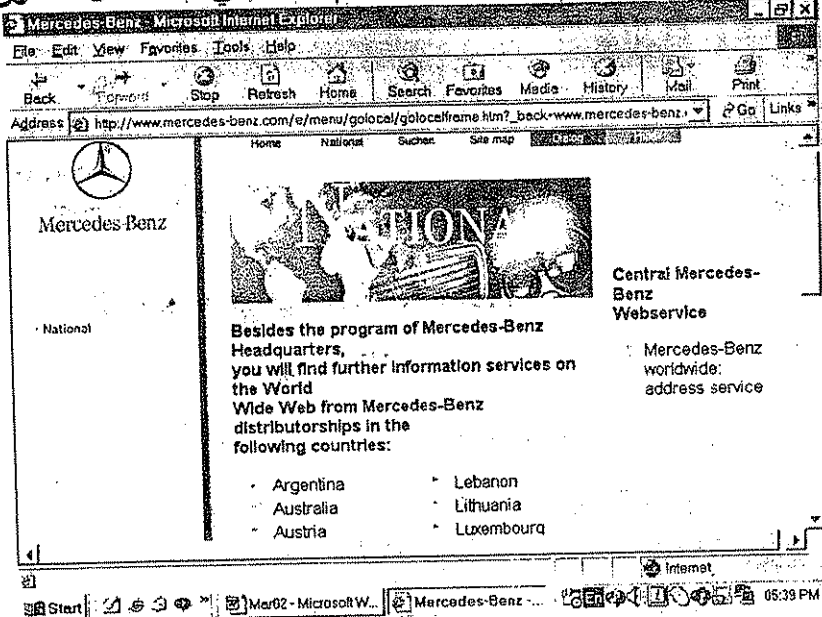 Mercedes-Benz - Microsoft Internet Explorer
File Edit View Favorites Tools Help
Back Forward Stop Refresh Home Search Favorites Media History Mail Print
Address http://www.mercedes-benz.com/e/menu/golocal/golocalframe.htm?_back=www.mercedes-benz. Go Links
Home National Suchen Site map
Mercedes-Benz
NATIONAL
National
Besides the program of Mercedes-Benz
Headquarters,
you will find further information services on
the World
Wide Web from Mercedes-Benz
distributorships in the
following countries:
Argentina
Australia
Austria
Lebanon
Lithuania
Luxembourg
Central Mercedes-
Benz
Webservice
Mercedes-Benz
worldwide:
address service
Internet
Start Mar02 - Microsoft W... Mercedes-Benz -... 05:39 PM